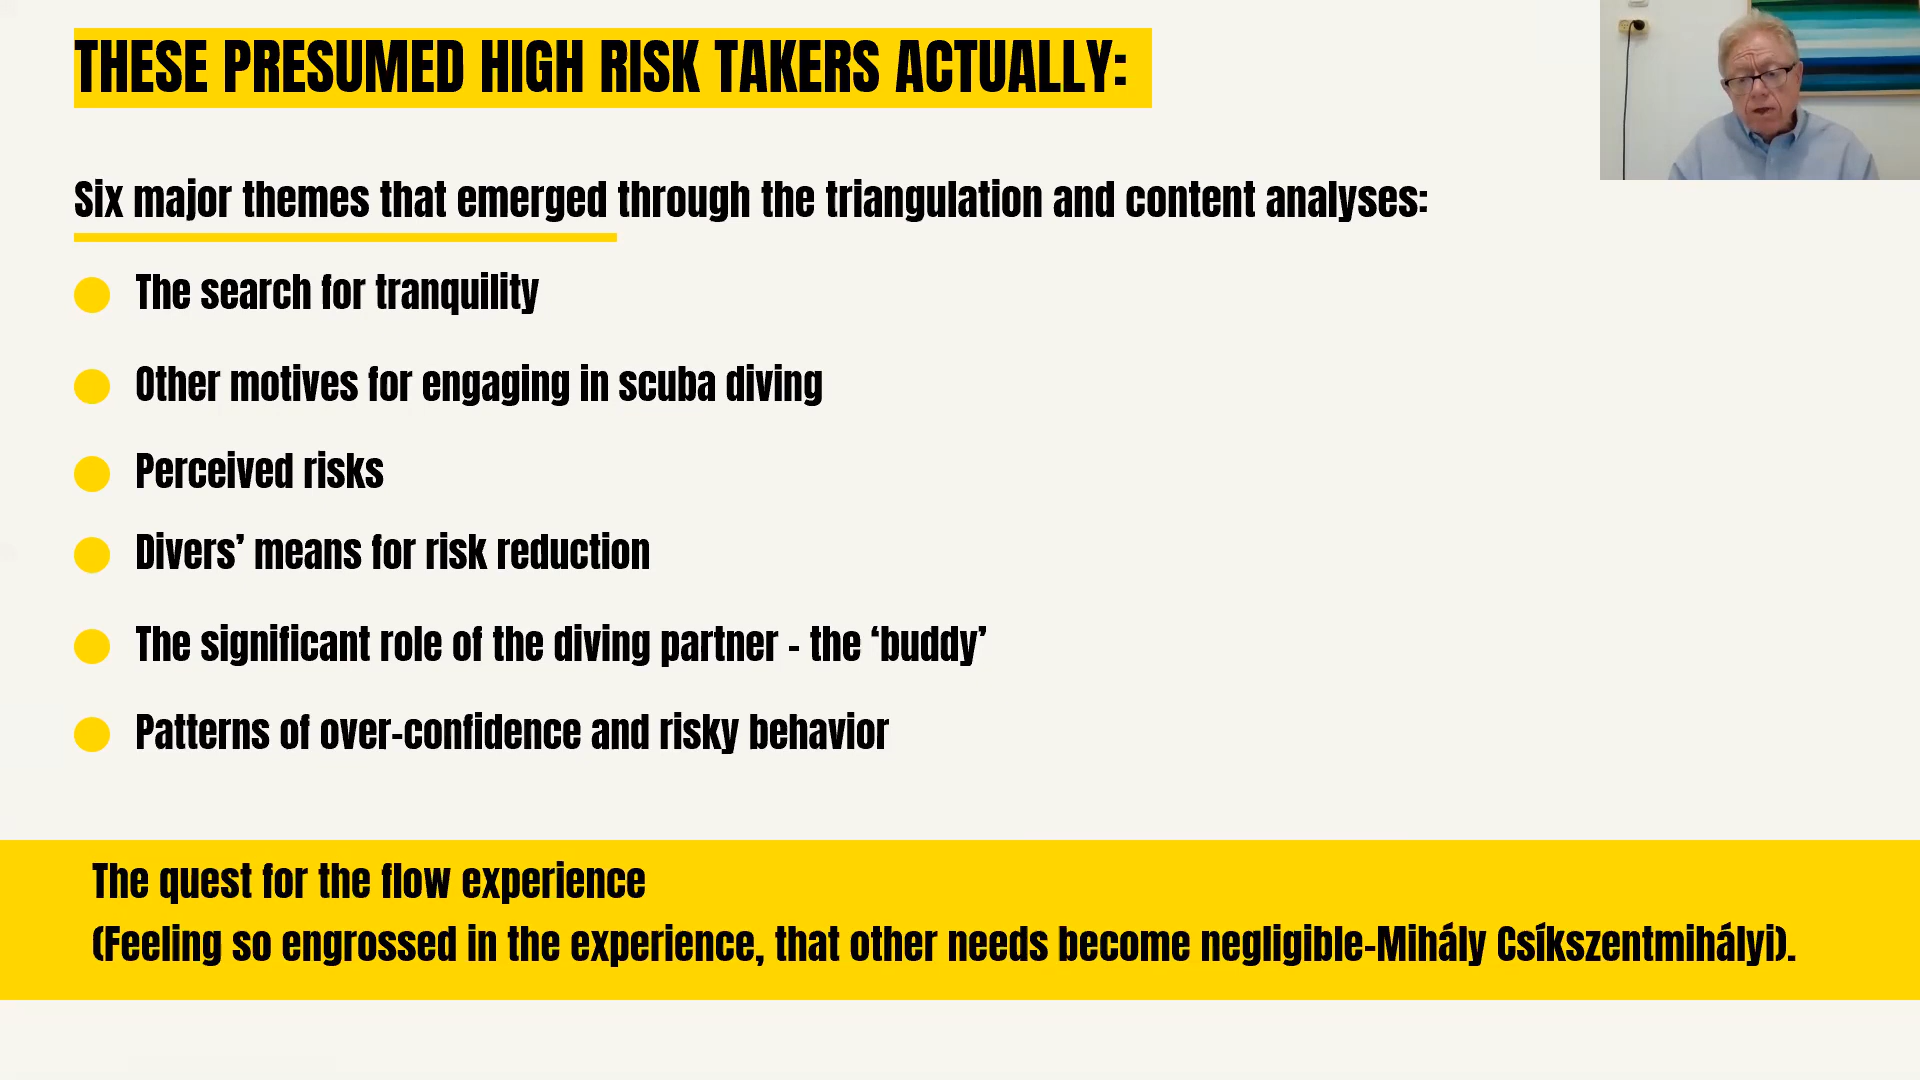 THESE PRESUMED HIGH RISK TAKERS ACTUALLY:
Six major themes that emerged through the triangulation and content analyses:
The search for tranquility
Other motives for engaging in scuba diving
Perceived risks
Divers’ means for risk reduction
The significant role of the diving partner - the ‘buddy’
Patterns of over-confidence and risky behavior
The quest for the flow experience
(Feeling so engrossed in the experience, that other needs become negligible-Mihály Csíkszentmihályi).